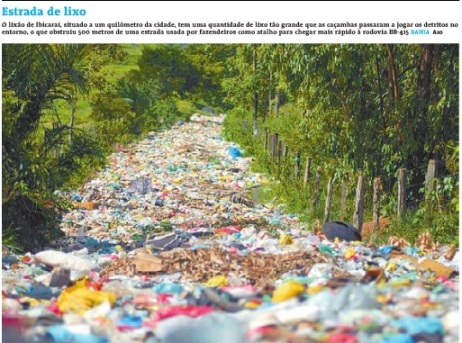 Estrada de lixo
O lixão de Ibicaraí, situado a um quilômetro da cidade, tem uma quantidade de lixo tão grande que as caçambas passaram a jogar os detritos no
entorno, o que obstruiu 500 metros de uma estrada usada por fazendeiros como atalho para chegar mais rápido à rodovia BR-415 BAHIA A10